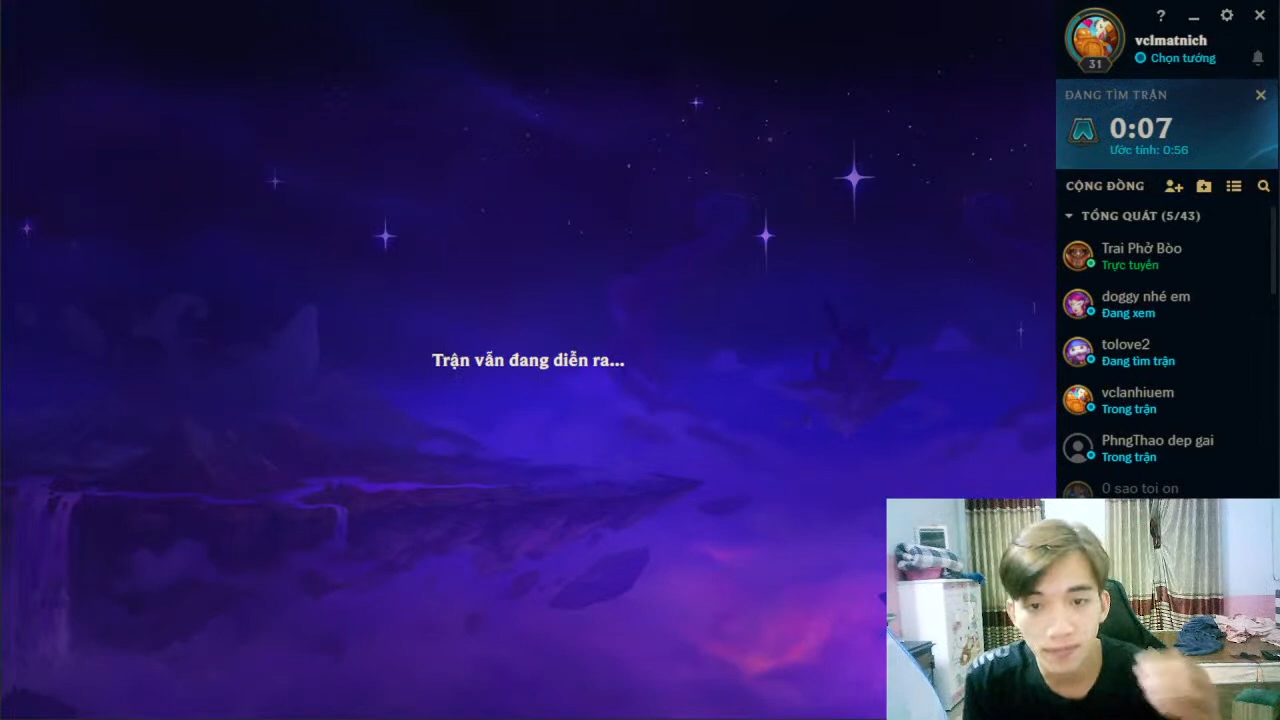 vclmatnich
31
Chọn tướng
ĐANG TÌM TRẬN
0:07
Ước tính: 0:56
CỘNG ĐỒNG
TỔNG QUÁT (5/43)
Trai Phở Bòo
Trực tuyến
doggy nhé em
Đang xem
Trận vẫn đang diễn ra...
tolove2
Đang tìm trận
vclanhiuem
Trong trận
PhngThao dep gai
Trong trận
0 sao toi on